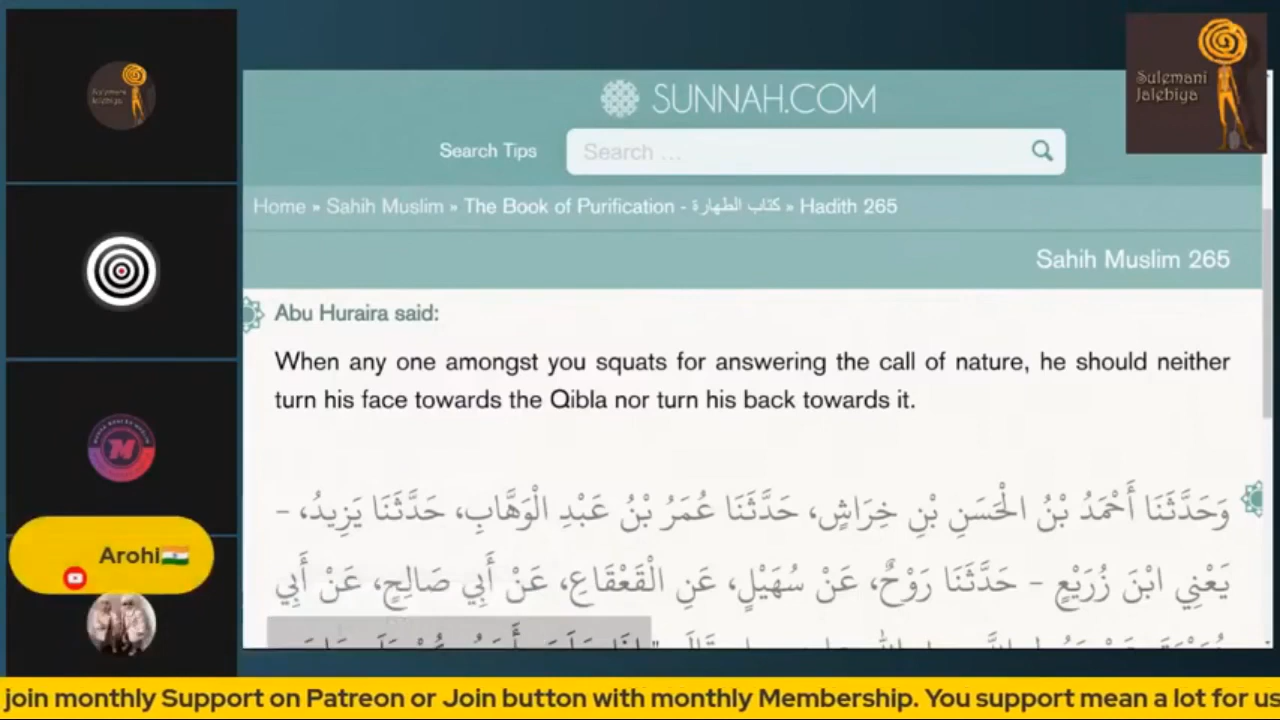 Sulemani
Jalebiya
SUNNAH.COM
Search Tips
Search ...
Home » Sahih Muslim » The Book of Purification - كتاب الطهارة » Hadith 265
Sahih Muslim 265
Abu Huraira said:
When any one amongst you squats for answering the call of nature, he should neither
turn his face towards the Qibla nor turn his back towards it.
وَحَدَّثَنَا أَحْمَدُ بْنُ الْحَسَنِ بْنِ خِرَاشٍ، حَدَّثَنَا عُمَرُ بْنُ عَبْدِ الْوَهَّابِ، حَدَّثَنَا يَزِيدُ، -
يَعْنِي ابْنَ زُرَيْعٍ - حَدَّثَنَا رَوْحٌ، عَنْ سُهَيْلٍ، عَنِ الْقَعْقَاعِ، عَنْ أَبِي صَالِحٍ، عَنْ أَبِي
Arohi🇮🇳
join monthly Support on Patreon or Join button with monthly Membership. You support mean a lot for us